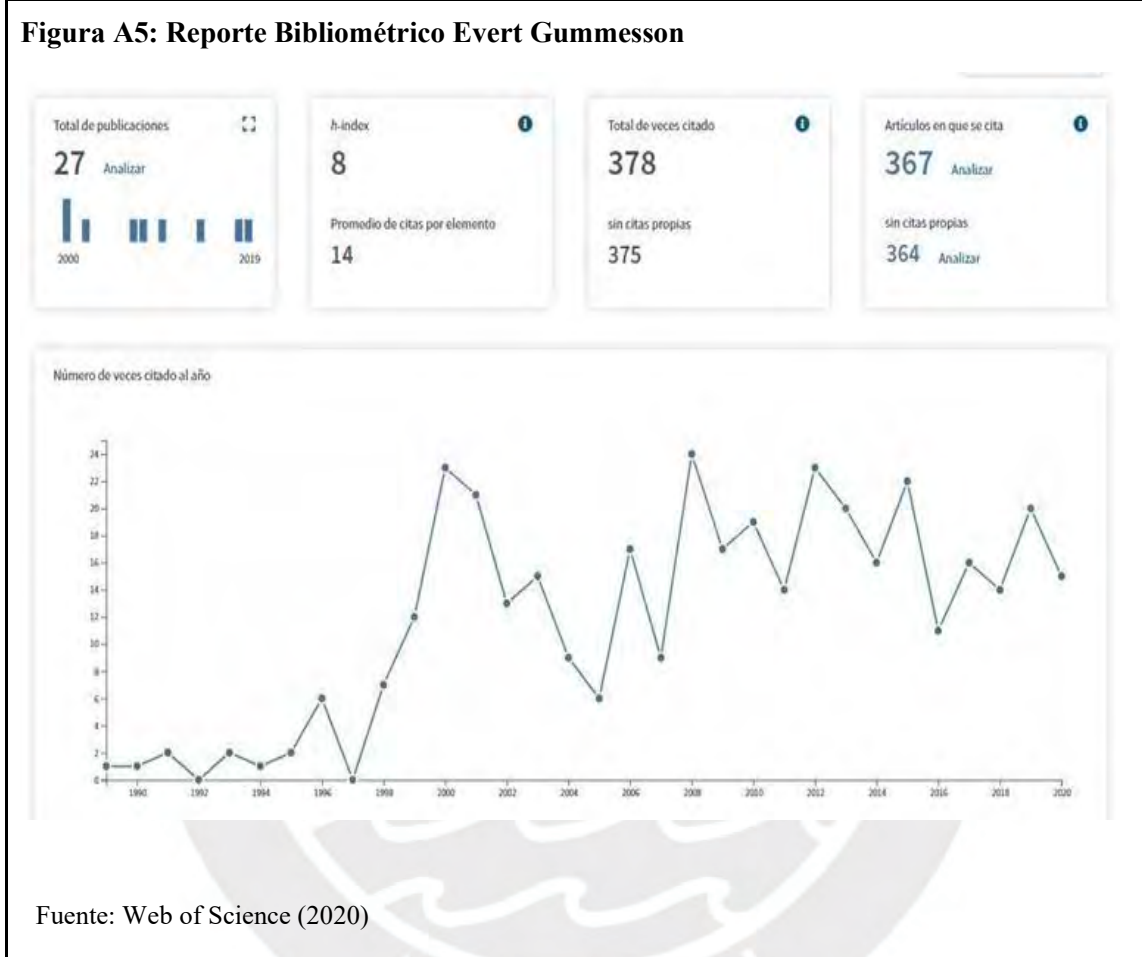 Figura A5: Reporte Bibliométrico Evert Gummesson
Total de publicaciones
27 Analizar
2000 2019
h-index
8
Promedio de citas por elemento
14
Total de veces citado
378
sin citas propias
375
Artículos en que se cita
367 Analizar
sin citas propias
364 Analizar
Número de veces citado al año
24
22
20
18
16
14
12
10
8
6
4
2
0
1990 1992 1994 1996 1998 2000 2002 2004 2006 2008 2010 2012 2014 2016 2018 2020
Fuente: Web of Science (2020)